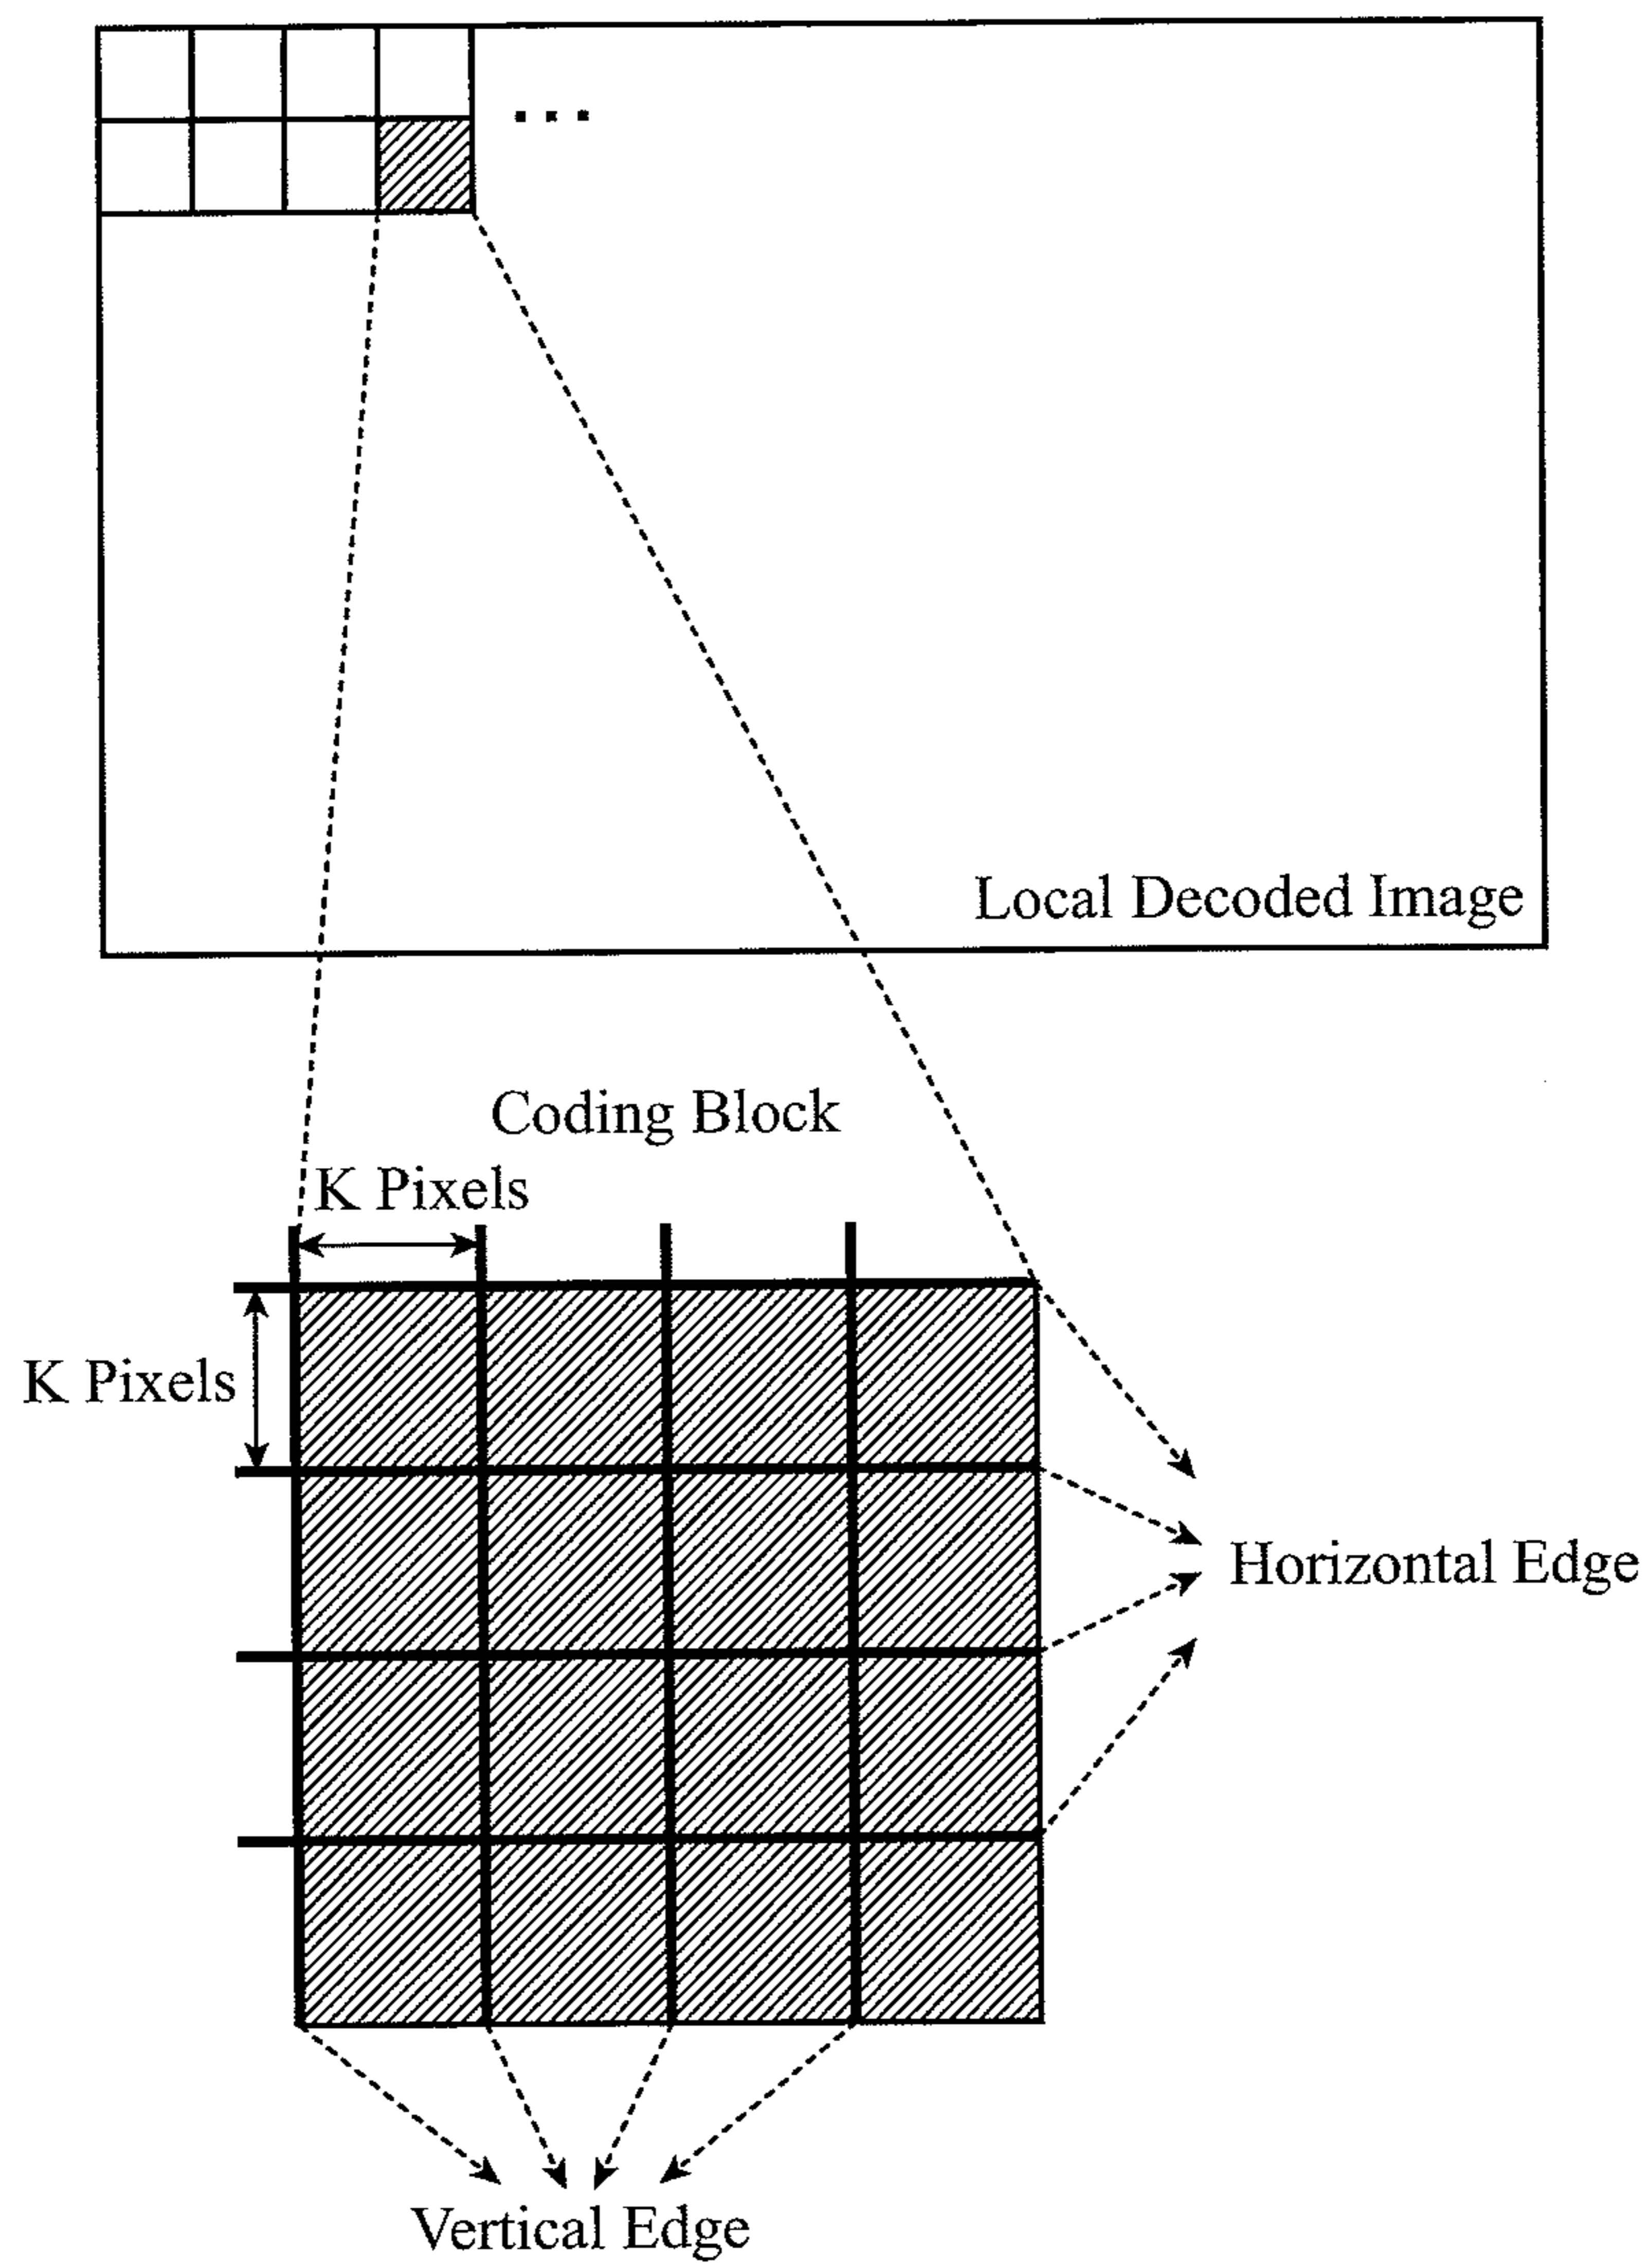 ...
Local Decoded Image
Coding Block
K Pixels
K Pixels
Horizontal Edge
Vertical Edge